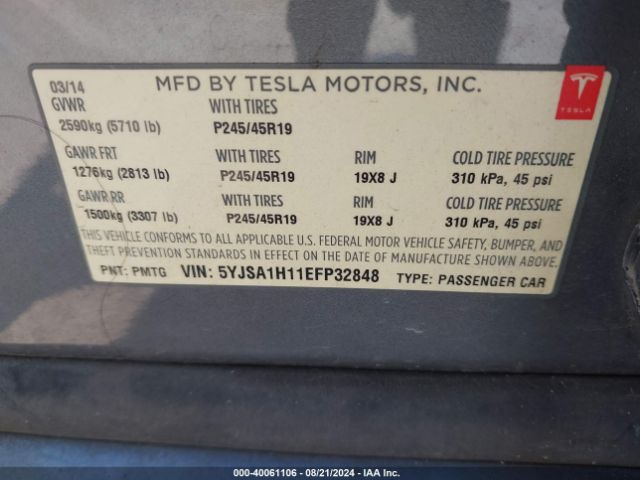 03/14 MFD BY TESLA MOTORS, INC.
TESLA
GVWR WITH TIRES
2590kg (5710 lb) P245/45R19
GAWR FRT WITH TIRES RIM COLD TIRE PRESSURE
1276kg (2813 lb) P245/45R19 19X8 J 310 kPa, 45 psi
GAWR RR WITH TIRES RIM COLD TIRE PRESSURE
1500kg (3307 lb) P245/45R19 19X8 J 310 kPa, 45 psi
THIS VEHICLE CONFORMS TO ALL APPLICABLE U.S. FEDERAL MOTOR VEHICLE SAFETY, BUMPER, AND
THEFT PREVENTION STANDARDS IN EFFECT ON THE DATE OF MANUFACTURE SHOWN ABOVE.
PNT: PMTG VIN: 5YJSA1H11EFP32848 TYPE: PASSENGER CAR
000-40061106 - 08/21/2024 - IAA Inc.